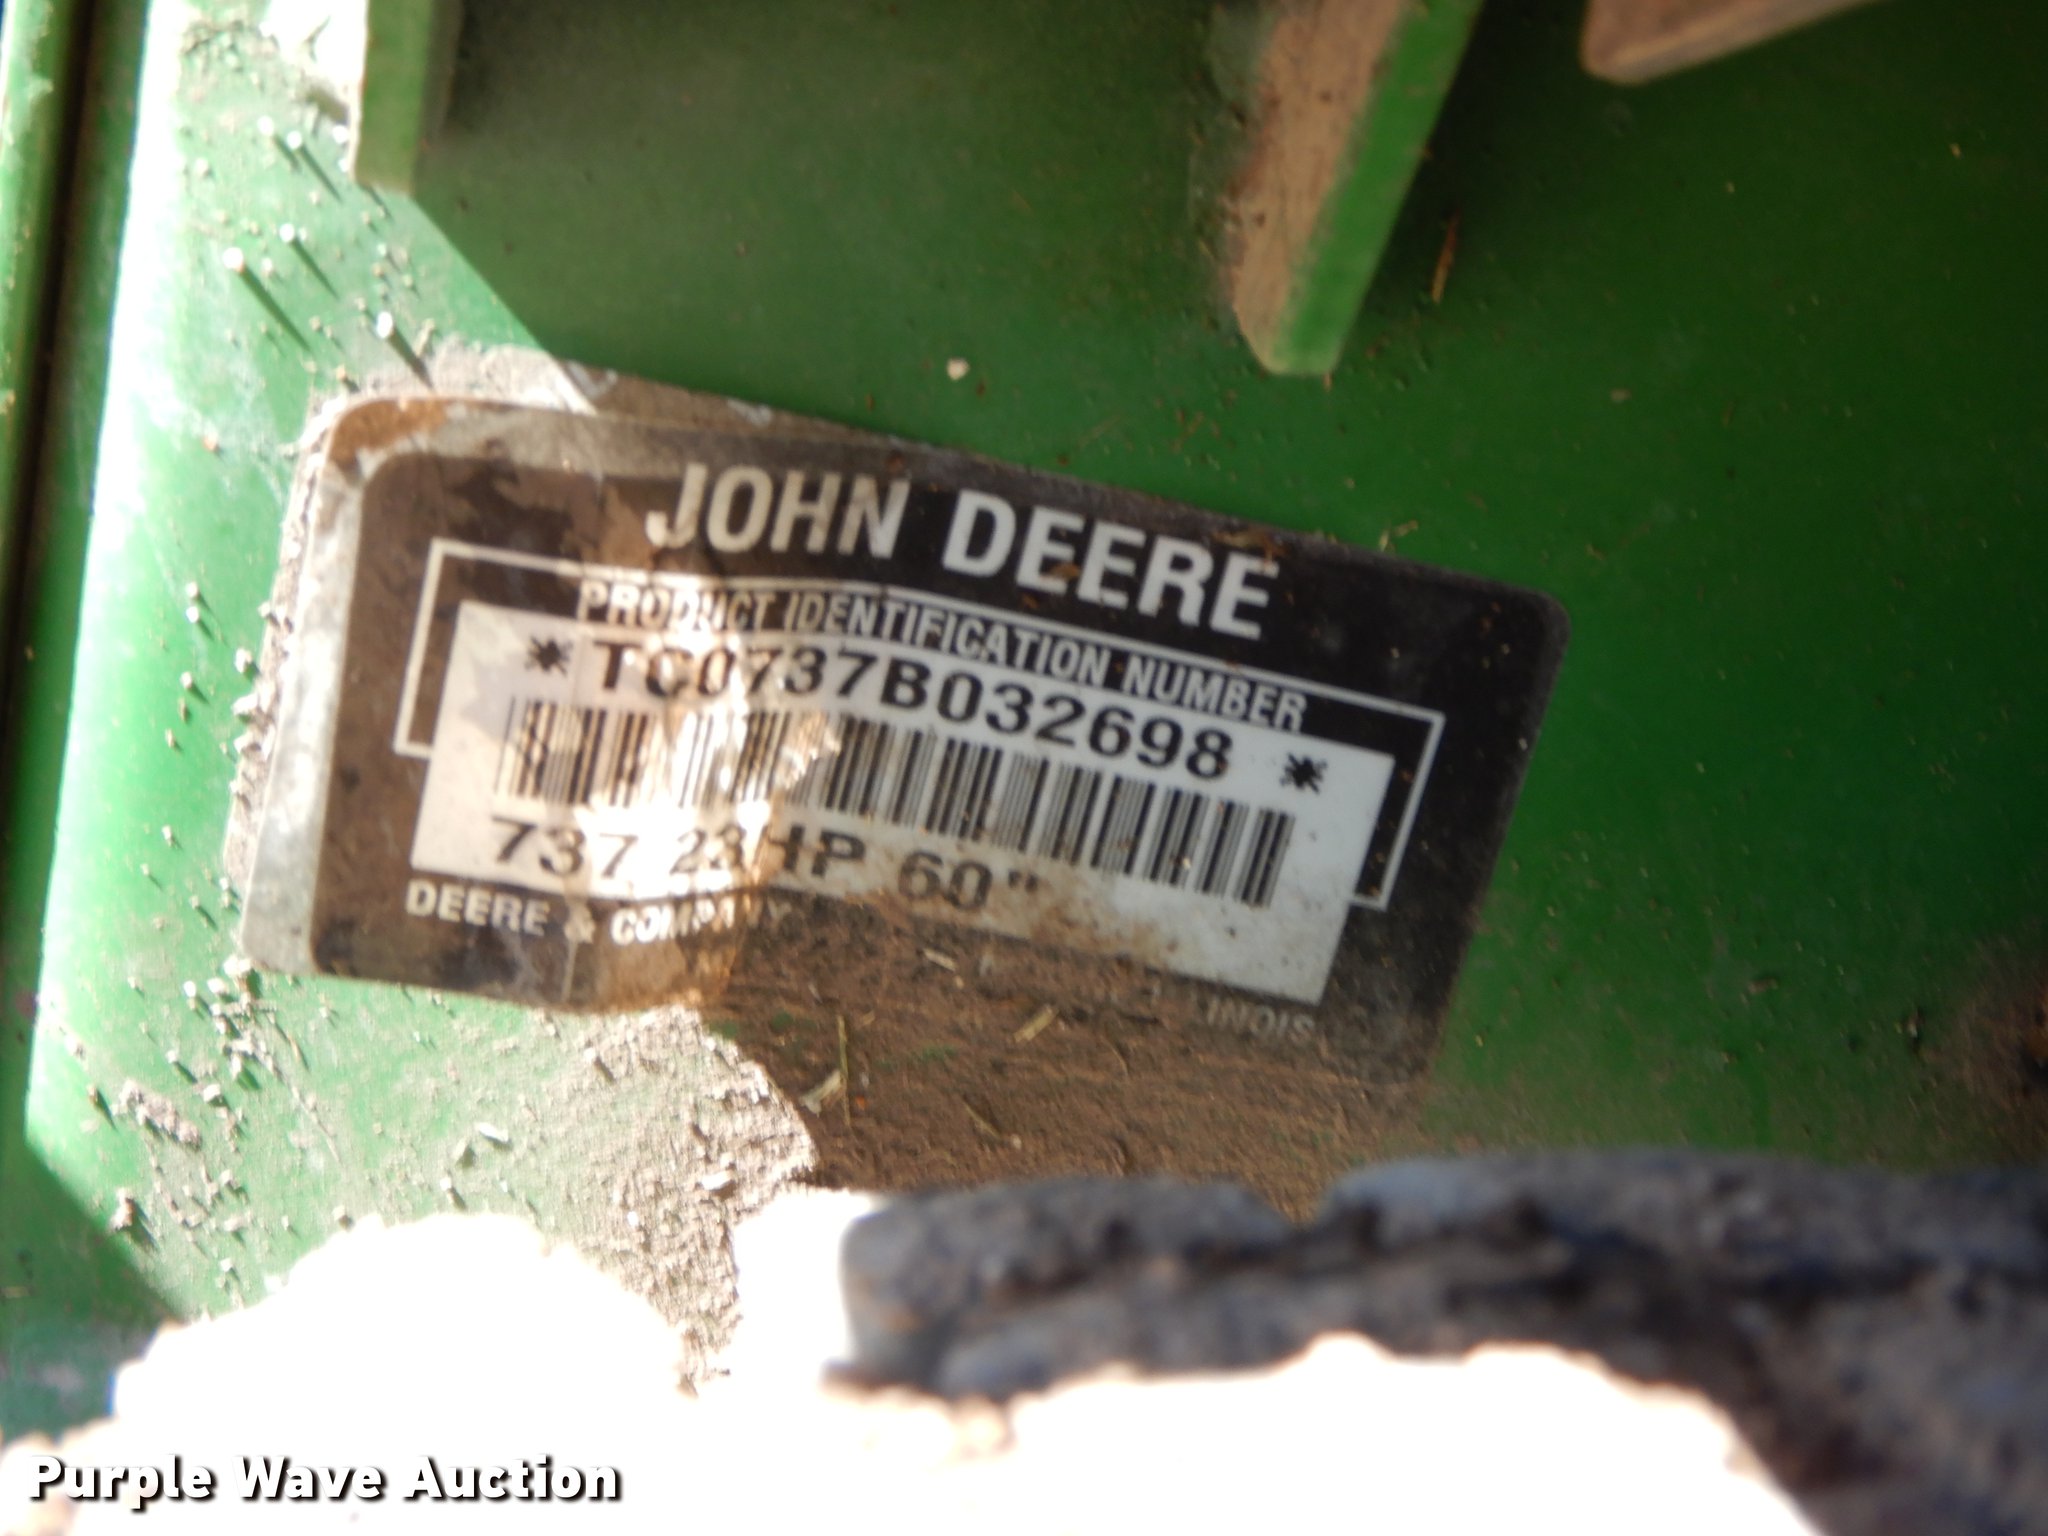 JOHN DEERE
PRODUCT IDENTIFICATION NUMBER
*TC0737B032698 *
737 23HP 60"
DEERE & COMPANY
Purple Wave Auction